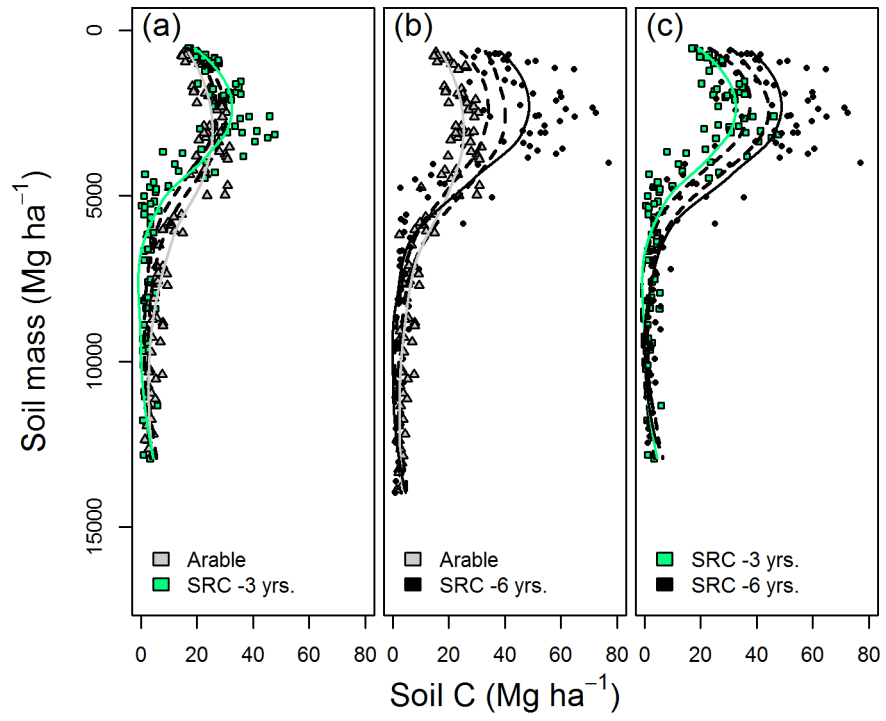 (a) (b) (c)
0
5000
10000
15000
Soil mass (Mg ha⁻¹)
Arable
SRC -3 yrs.
Arable
SRC -6 yrs.
SRC -3 yrs.
SRC -6 yrs.
0 20 40 60 80 0 20 40 60 80 0 20 40 60 80
Soil C (Mg ha⁻¹)